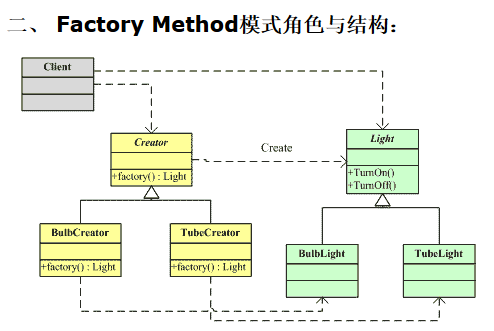 二、 Factory Method模式角色与结构：
Client
Creator
+factory() : Light
Create
Light
+TurnOn()
+TurnOff()
BulbCreator
+factory() : Light
TubeCreator
+factory() : Light
BulbLight
TubeLight